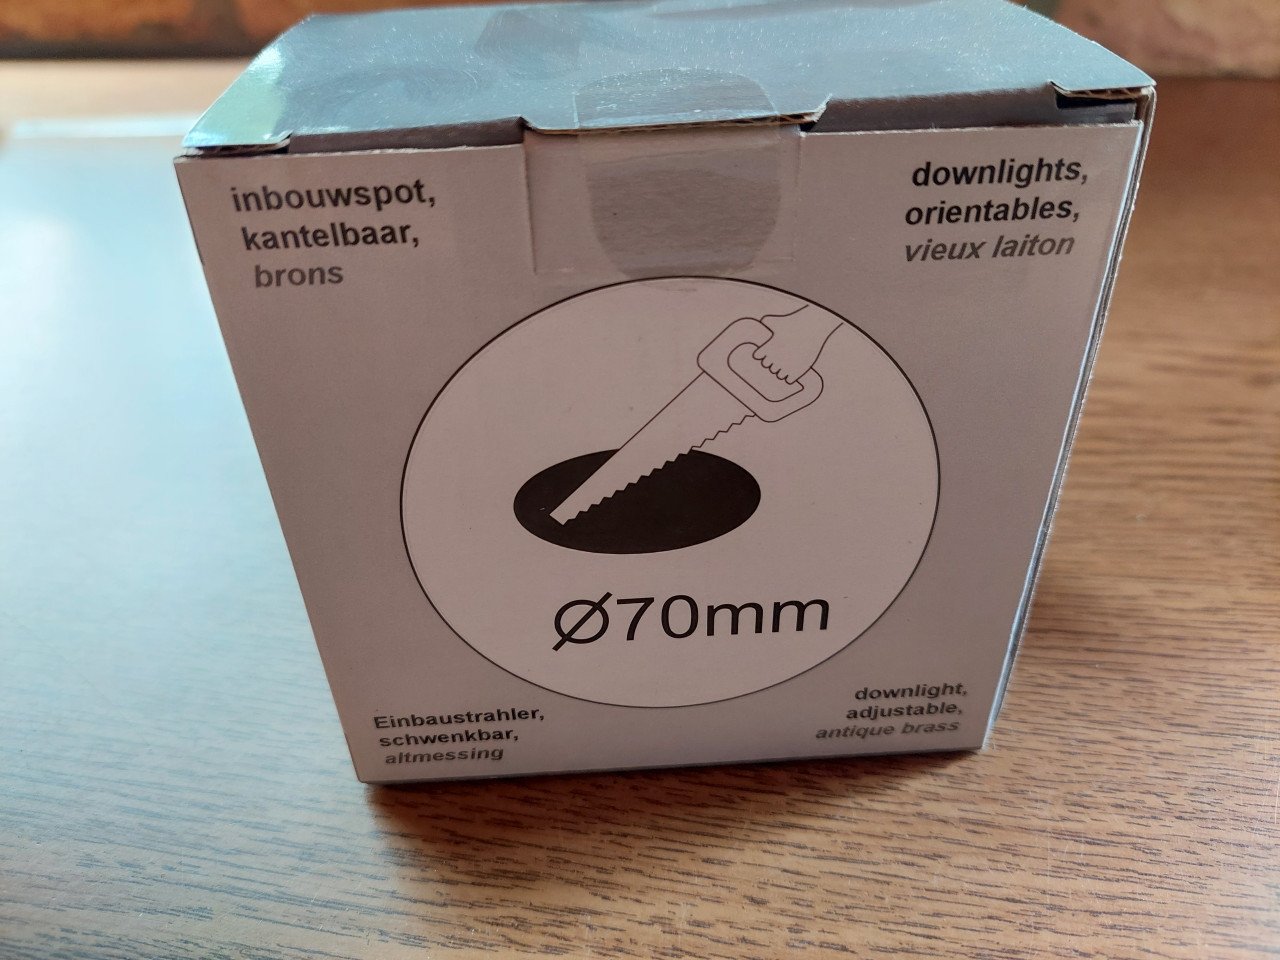 inbouwspot,
kantelbaar,
brons
downlights,
orientables,
vieux laiton
Ø70mm
Einbaustrahler,
schwenkbar,
altmessing
downlight,
adjustable,
antique brass